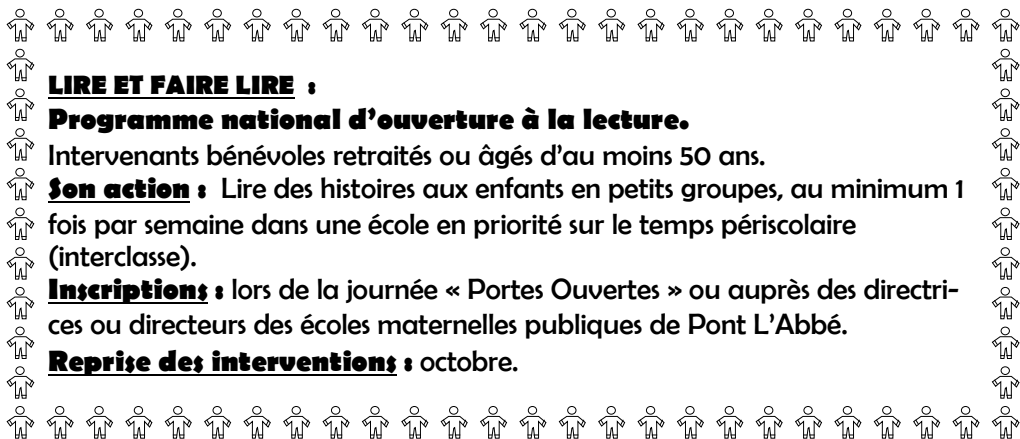 LIRE ET FAIRE LIRE :
Programme national d'ouverture à la lecture.
Intervenants bénévoles retraités ou âgés d'au moins 50 ans.
Son action : Lire des histoires aux enfants en petits groupes, au minimum 1
fois par semaine dans une école en priorité sur le temps périscolaire
(interclasse).
Inscriptions : lors de la journée « Portes Ouvertes » ou auprès des directri-
ces ou directeurs des écoles maternelles publiques de Pont L'Abbé.
Reprise des interventions : octobre.